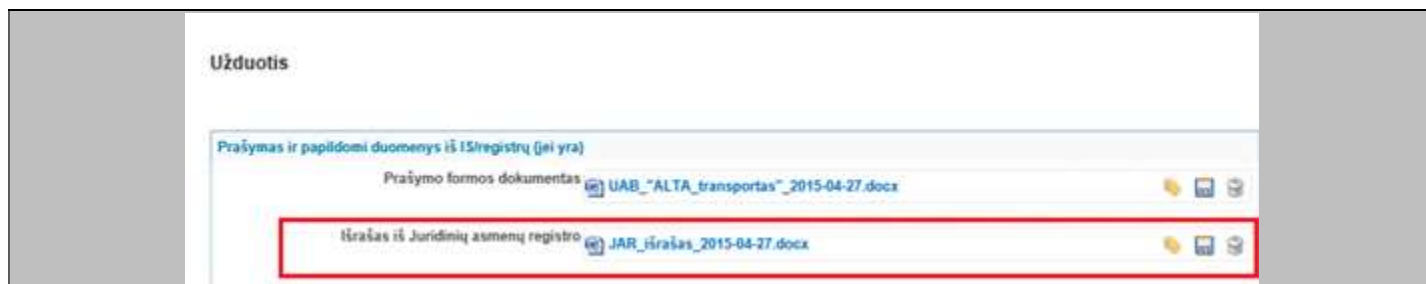 Užduotis
Prašymas ir papildomi duomenys iš IS/registrų (jei yra)
Prašymo formos dokumentas UAB_"ALTA_transportas"_2015-04-27.docx
Išrašas iš Juridinių asmenų registro JAR_išrašas_2015-04-27.docx